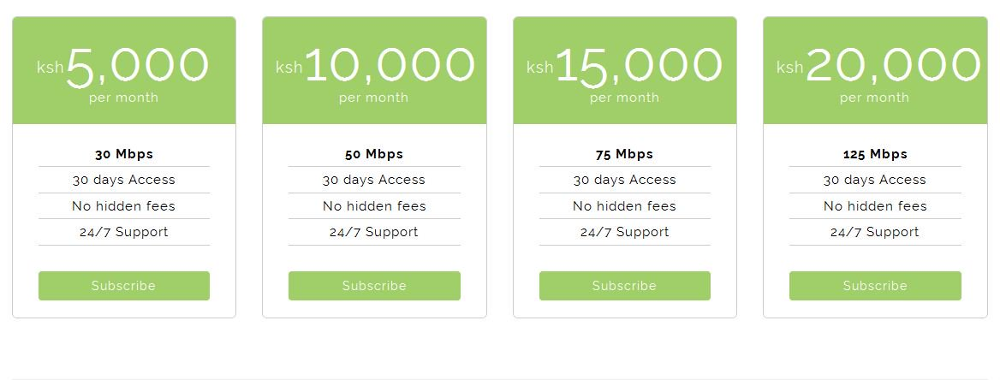 ksh5,000
per month
30 Mbps
30 days Access
No hidden fees
24/7 Support
Subscribe
ksh10,000
per month
50 Mbps
30 days Access
No hidden fees
24/7 Support
Subscribe
ksh15,000
per month
75 Mbps
30 days Access
No hidden fees
24/7 Support
Subscribe
ksh20,000
per month
125 Mbps
30 days Access
No hidden fees
24/7 Support
Subscribe